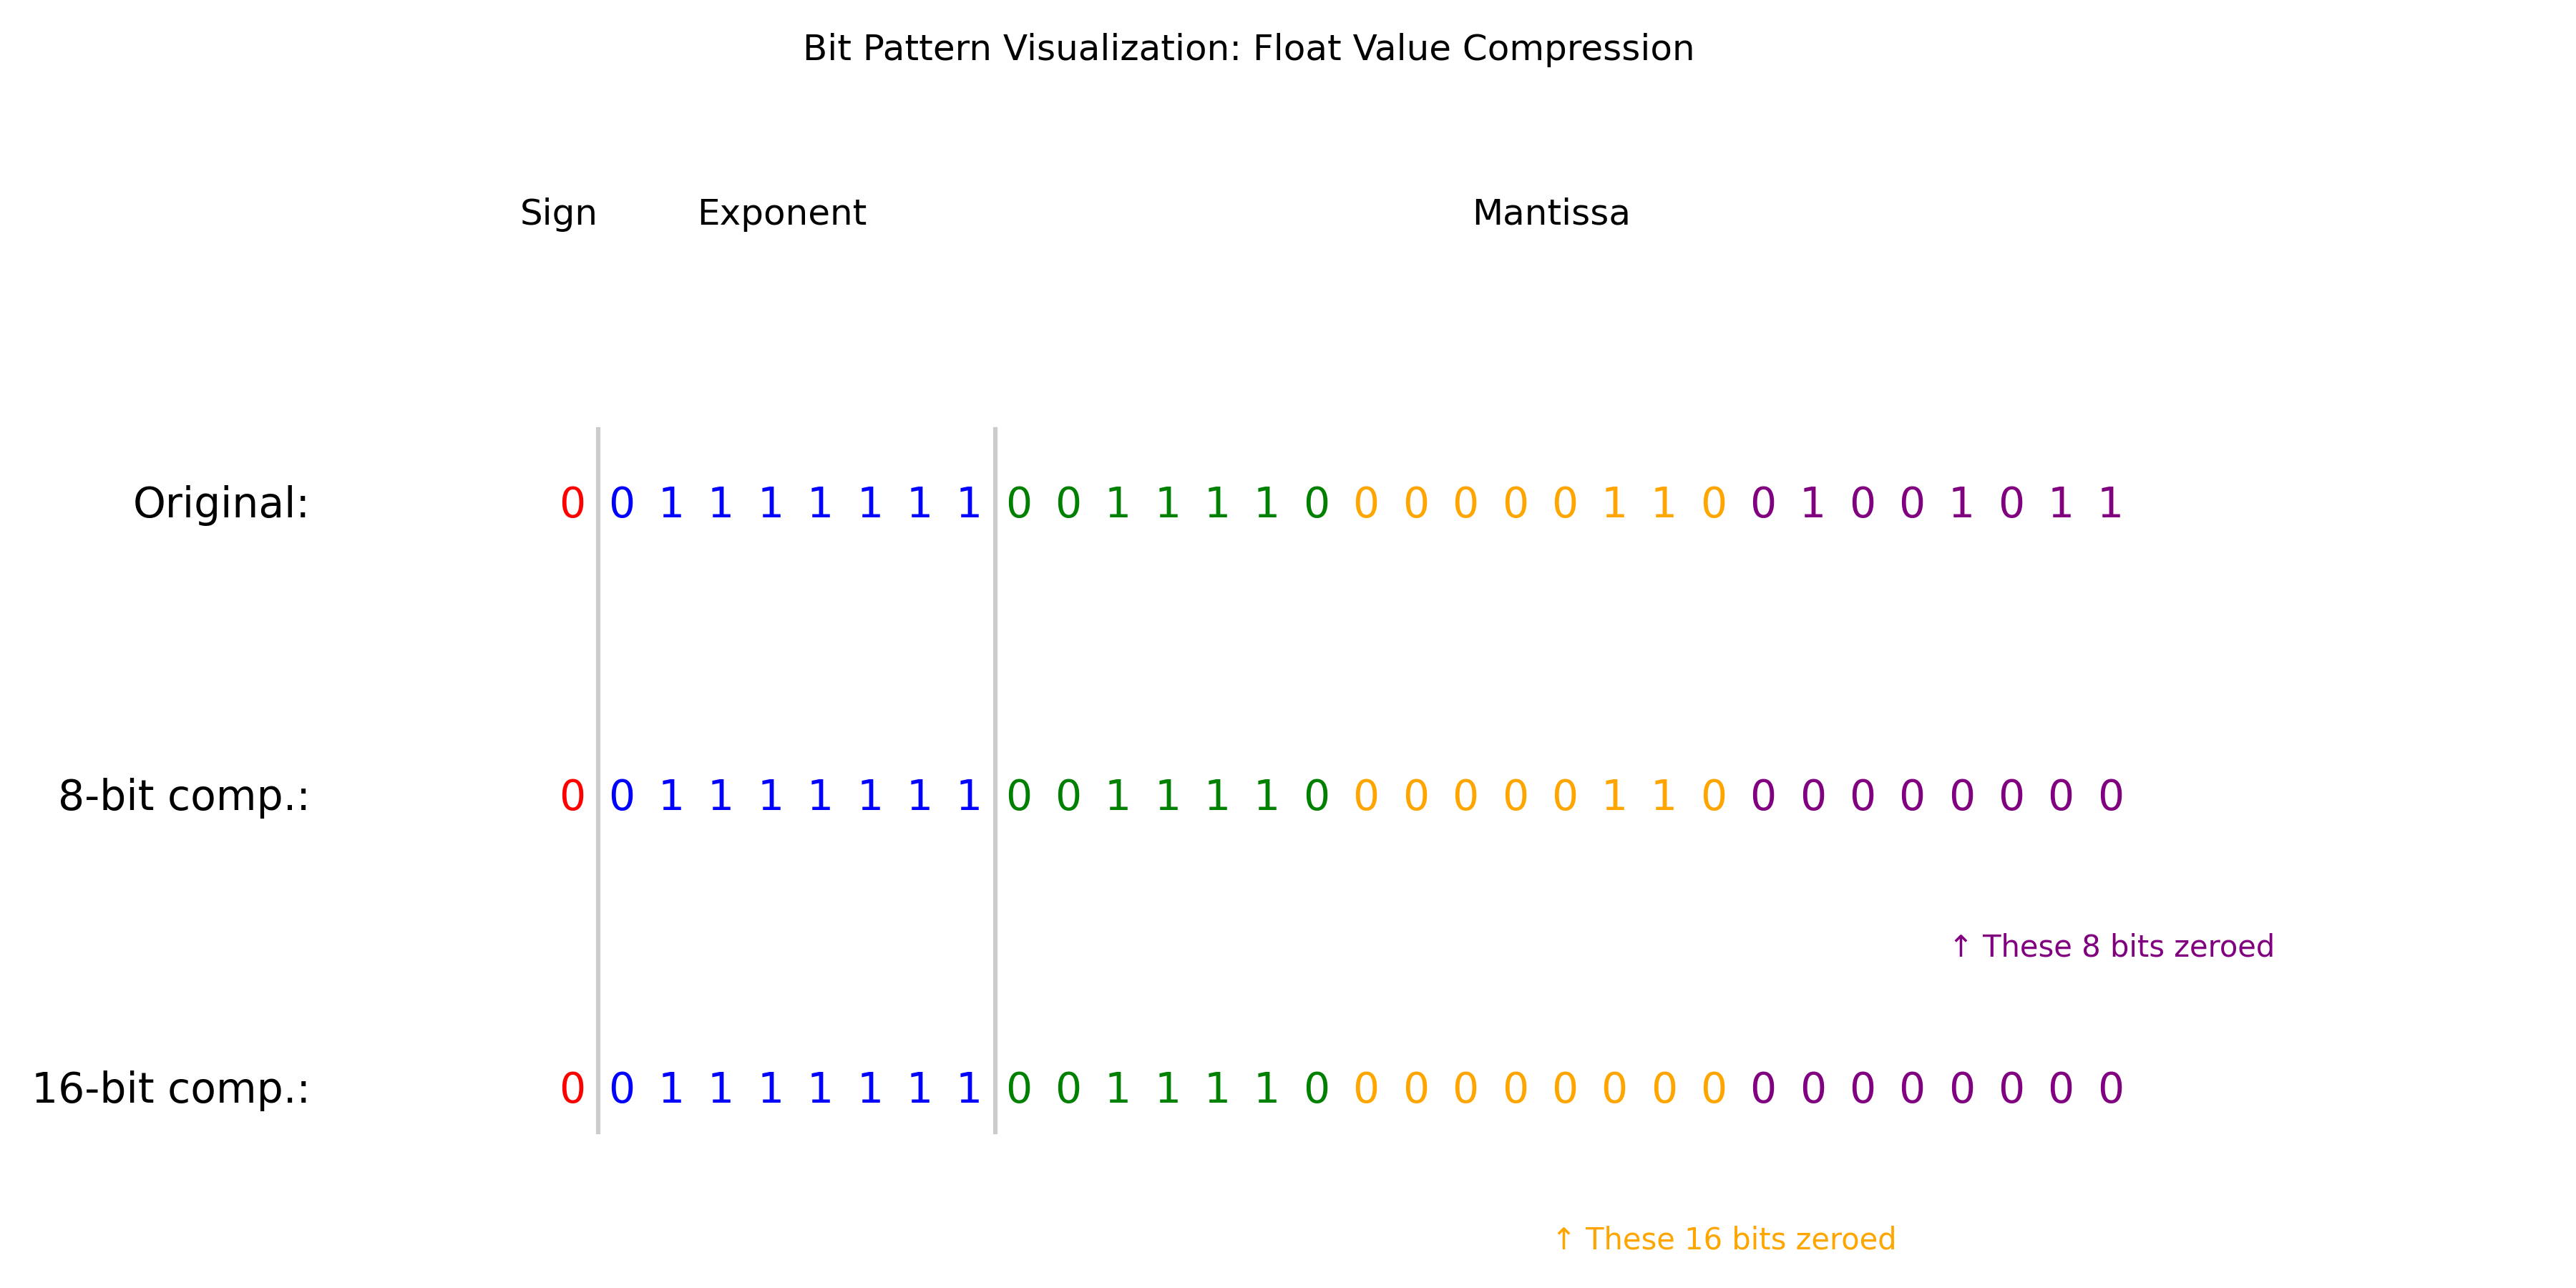 Bit Pattern Visualization: Float Value Compression
Sign Exponent Mantissa
Original: 0 0 1 1 1 1 1 1 1 0 0 1 1 1 1 0 0 0 0 0 0 1 1 0 0 1 0 0 1 0 1 1
8-bit comp.: 0 0 1 1 1 1 1 1 1 0 0 1 1 1 1 0 0 0 0 0 0 1 1 0 0 0 0 0 0 0 0 0
↑ These 8 bits zeroed
16-bit comp.: 0 0 1 1 1 1 1 1 1 0 0 1 1 1 1 0 0 0 0 0 0 0 0 0 0 0 0 0 0 0 0 0
↑ These 16 bits zeroed